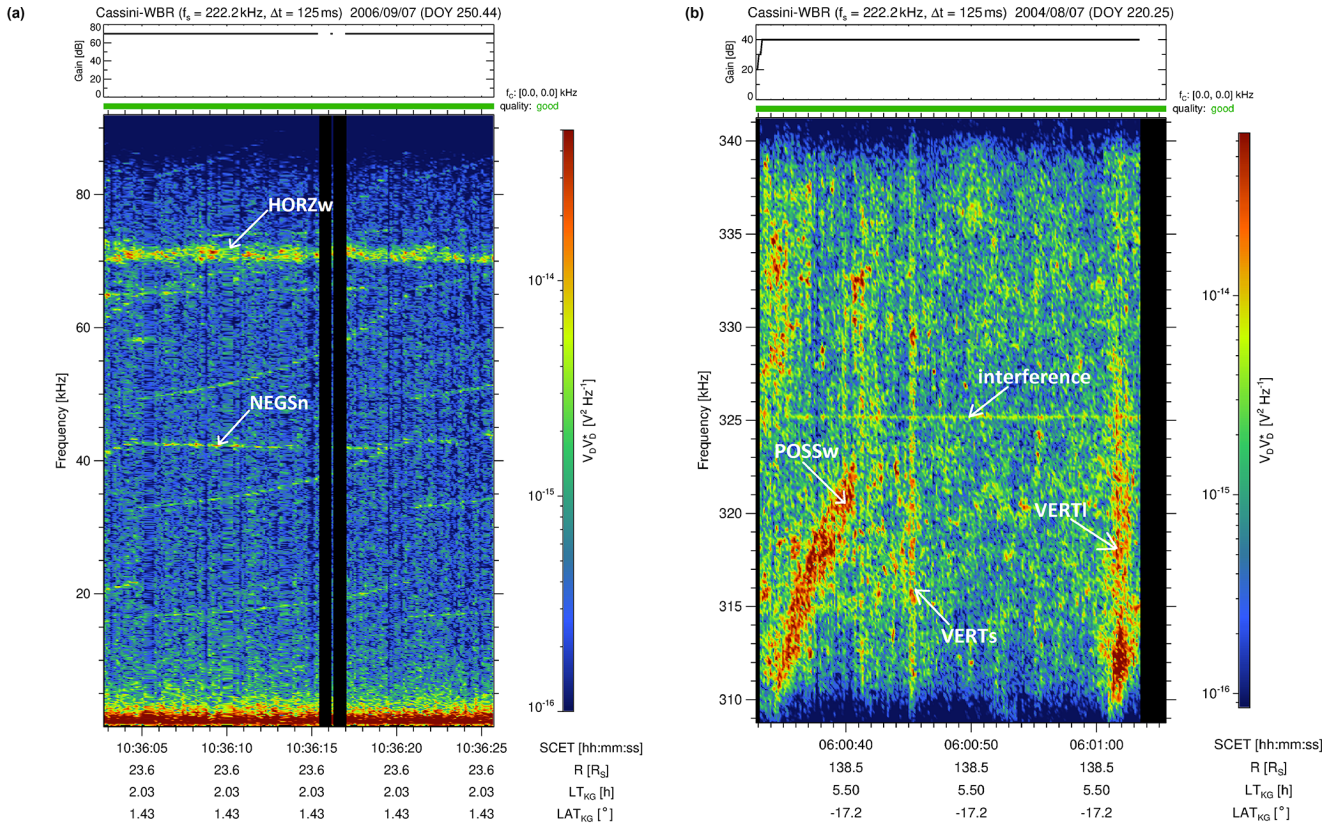 (a) Cassini-WBR (fs = 222.2 kHz, Δt = 125 ms) 2006/09/07 (DOY 250.44)
80
60
40
20
0
Gain [dB]
fC: [0.0, 0.0] kHz
quality: good
HORZw
NEGSn
80
60
40
20
Frequency [kHz]
10⁻¹⁴
10⁻¹⁵
10⁻¹⁶
VDVD* [V² Hz⁻¹]
10:36:05 10:36:10 10:36:15 10:36:20 10:36:25 SCET [hh:mm:ss]
23.6 23.6 23.6 23.6 23.6 R [RS]
2.03 2.03 2.03 2.03 2.03 LTKG [h]
1.43 1.43 1.43 1.43 1.43 LATKG [°]
(b) Cassini-WBR (fs = 222.2 kHz, Δt = 125 ms) 2004/08/07 (DOY 220.25)
40
20
0
Gain [dB]
fC: [0.0, 0.0] kHz
quality: good
interference
POSSw
VERTl
VERTs
340
335
330
325
320
315
310
Frequency [kHz]
10⁻¹⁴
10⁻¹⁵
10⁻¹⁶
VDVD* [V² Hz⁻¹]
06:00:40 06:00:50 06:01:00 SCET [hh:mm:ss]
138.5 138.5 138.5 R [RS]
5.50 5.50 5.50 LTKG [h]
-17.2 -17.2 -17.2 LATKG [°]